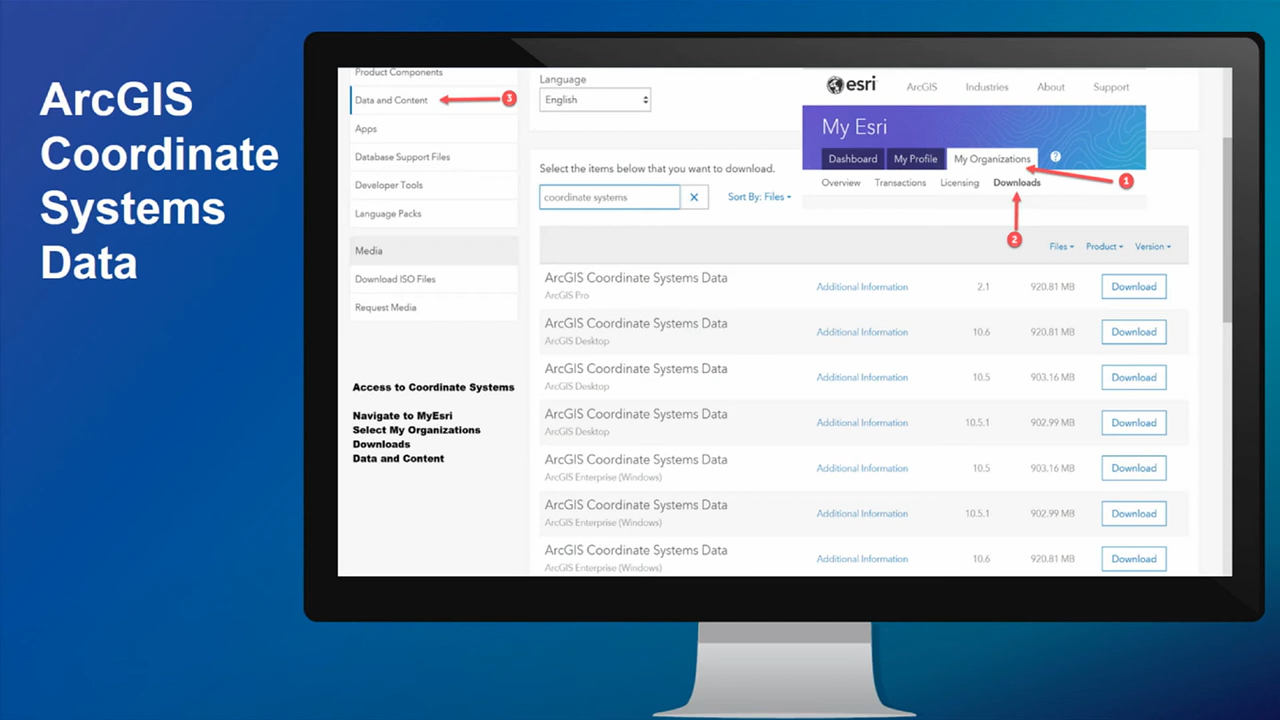 ArcGIS
Coordinate
Systems
Data
Product Components
Data and Content
3
Apps
Database Support Files
Developer Tools
Language Packs
Media
Download ISO Files
Request Media
Access to Coordinate Systems
Navigate to MyEsri
Select My Organizations
Downloads
Data and Content
Language
English
esri
ArcGIS Industries About Support
My Esri
Dashboard My Profile My Organizations ?
1
Overview Transactions Licensing Downloads
2
Select the items below that you want to download.
coordinate systems X Sort By: Files
Files Product Version
ArcGIS Coordinate Systems Data
ArcGIS Pro
Additional Information 2.1 920.81 MB Download
ArcGIS Coordinate Systems Data
ArcGIS Desktop
Additional Information 10.6 920.81 MB Download
ArcGIS Coordinate Systems Data
ArcGIS Desktop
Additional Information 10.5 903.16 MB Download
ArcGIS Coordinate Systems Data
ArcGIS Desktop
Additional Information 10.5.1 902.99 MB Download
ArcGIS Coordinate Systems Data
ArcGIS Enterprise (Windows)
Additional Information 10.5 903.16 MB Download
ArcGIS Coordinate Systems Data
ArcGIS Enterprise (Windows)
Additional Information 10.5.1 902.99 MB Download
ArcGIS Coordinate Systems Data
ArcGIS Enterprise (Windows)
Additional Information 10.6 920.81 MB Download